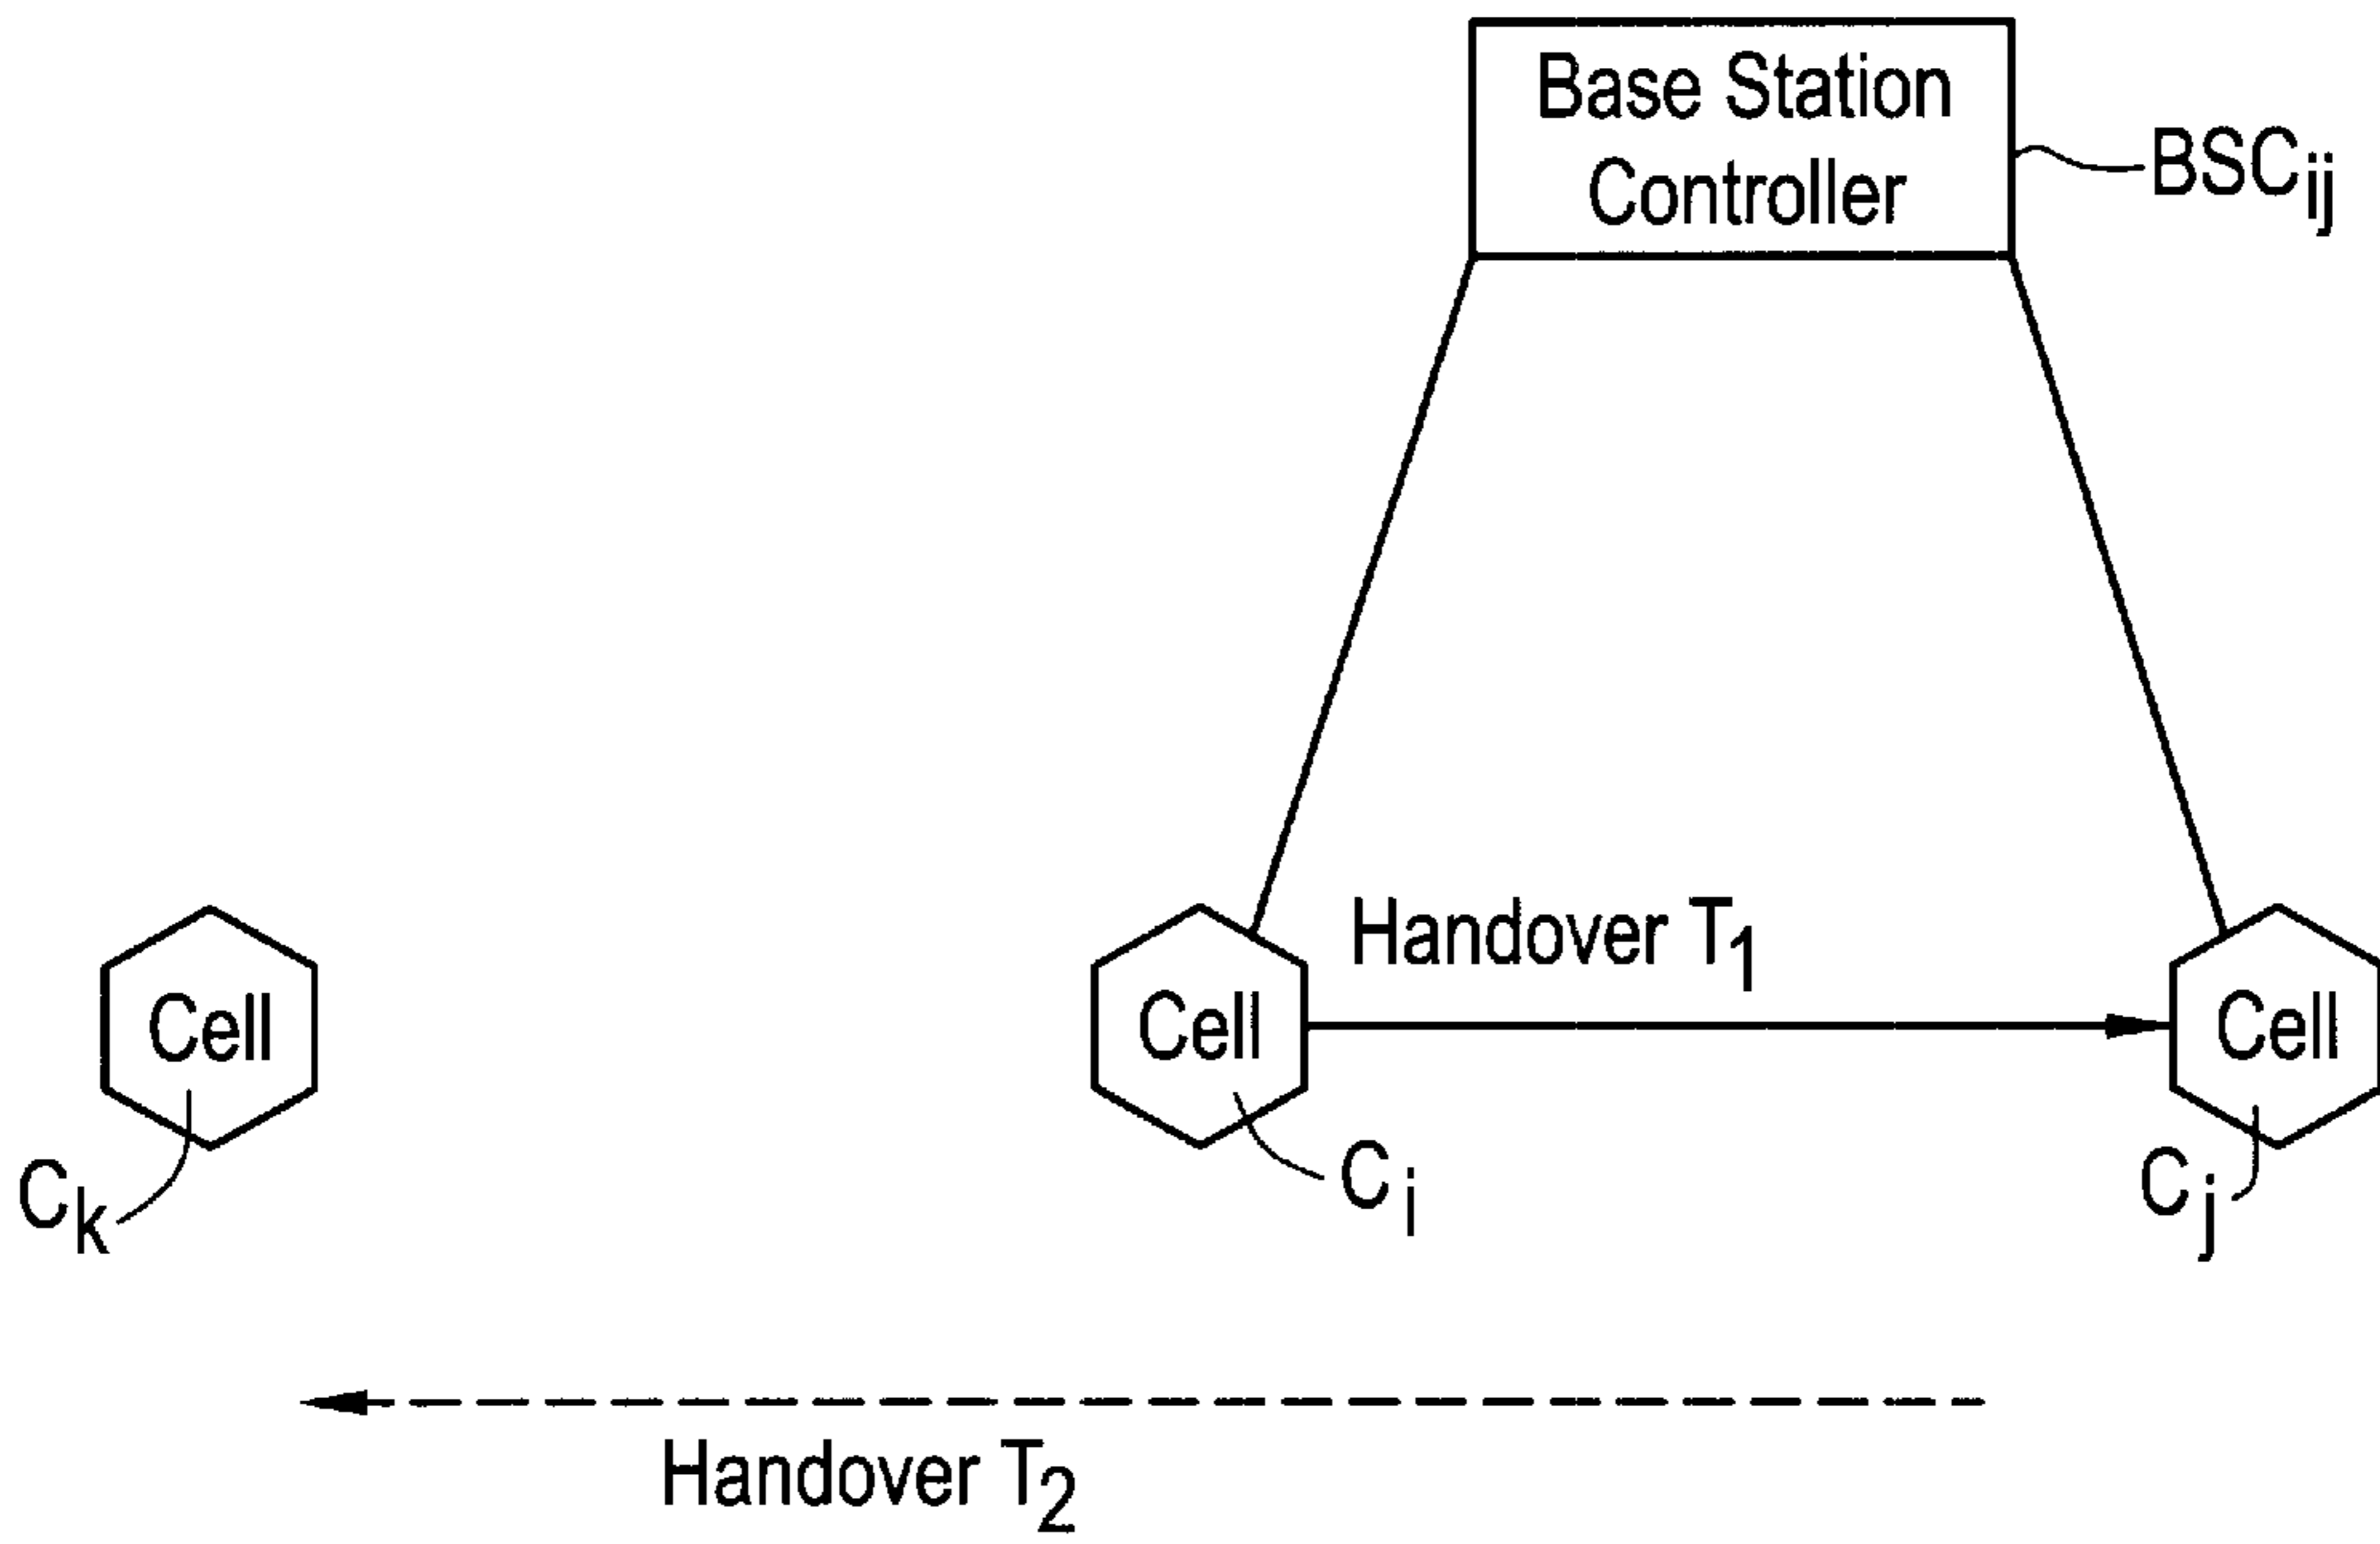 Base Station
Controller
BSCij
Handover T1
Cell
Cell
Cell
Ck
Ci
Cj
Handover T2